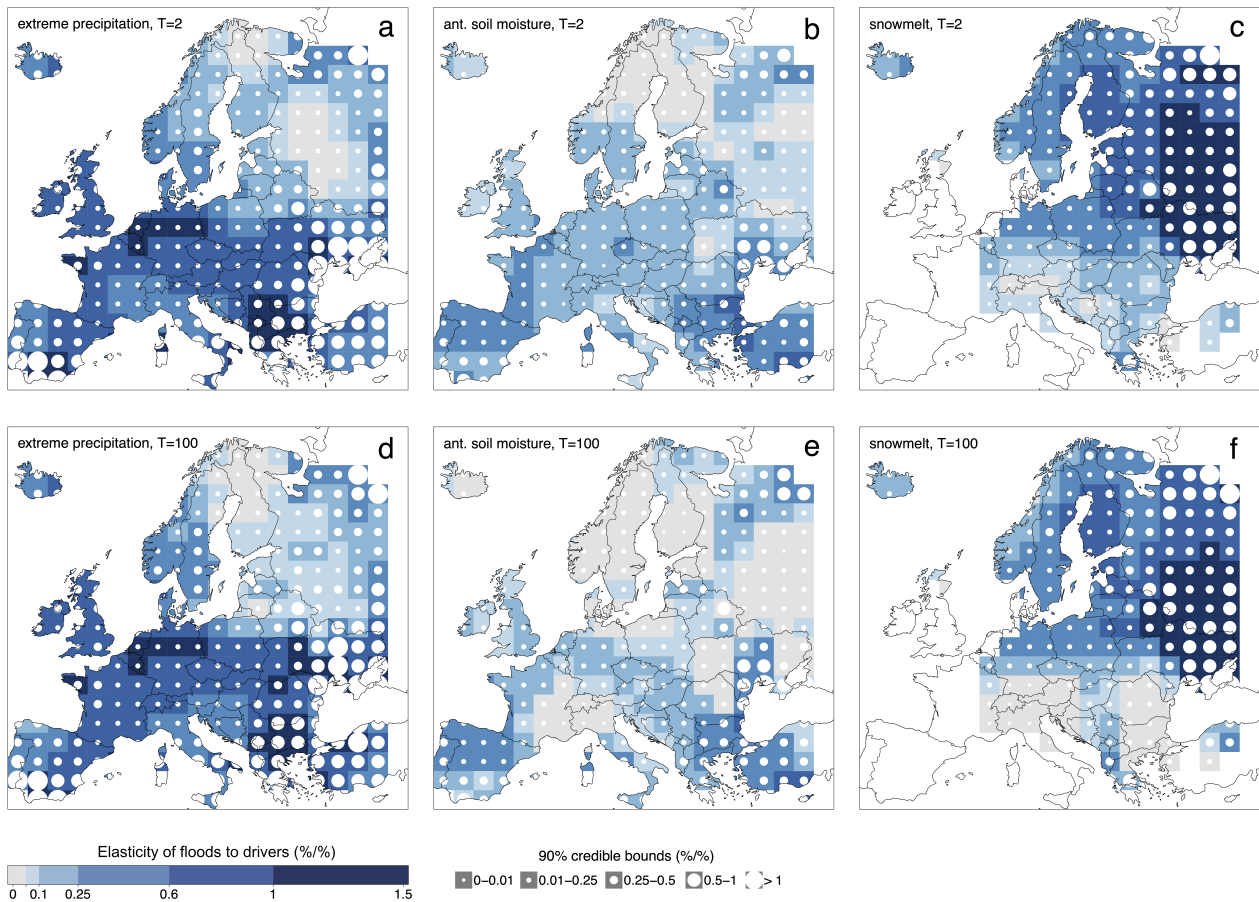 extreme precipitation, T=2
a
ant. soil moisture, T=2
b
snowmelt, T=2
c
extreme precipitation, T=100
d
ant. soil moisture, T=100
e
snowmelt, T=100
f
Elasticity of floods to drivers (%/%)
0 0.1 0.25 0.6 1 1.5
90% credible bounds (%/%)
0−0.01 0.01−0.25 0.25−0.5 0.5−1 > 1